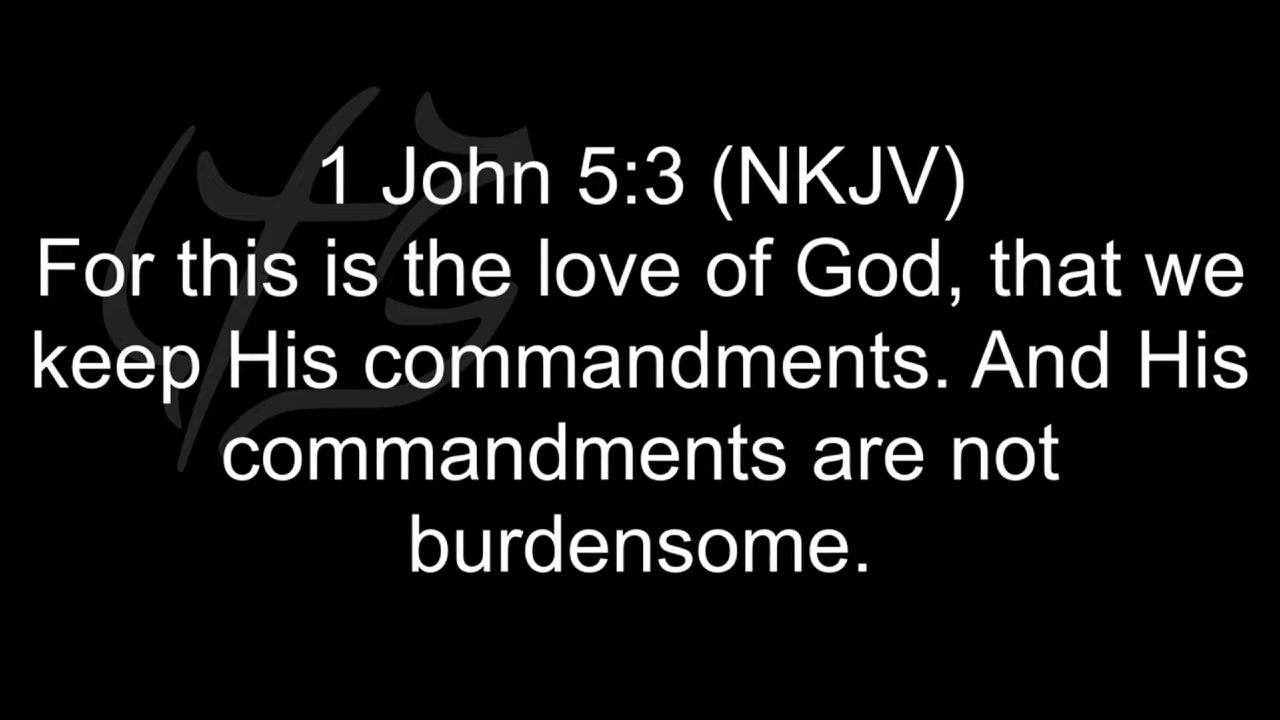 1 John 5:3 (NKJV)
For this is the love of God, that we
keep His commandments. And His
commandments are not
burdensome.